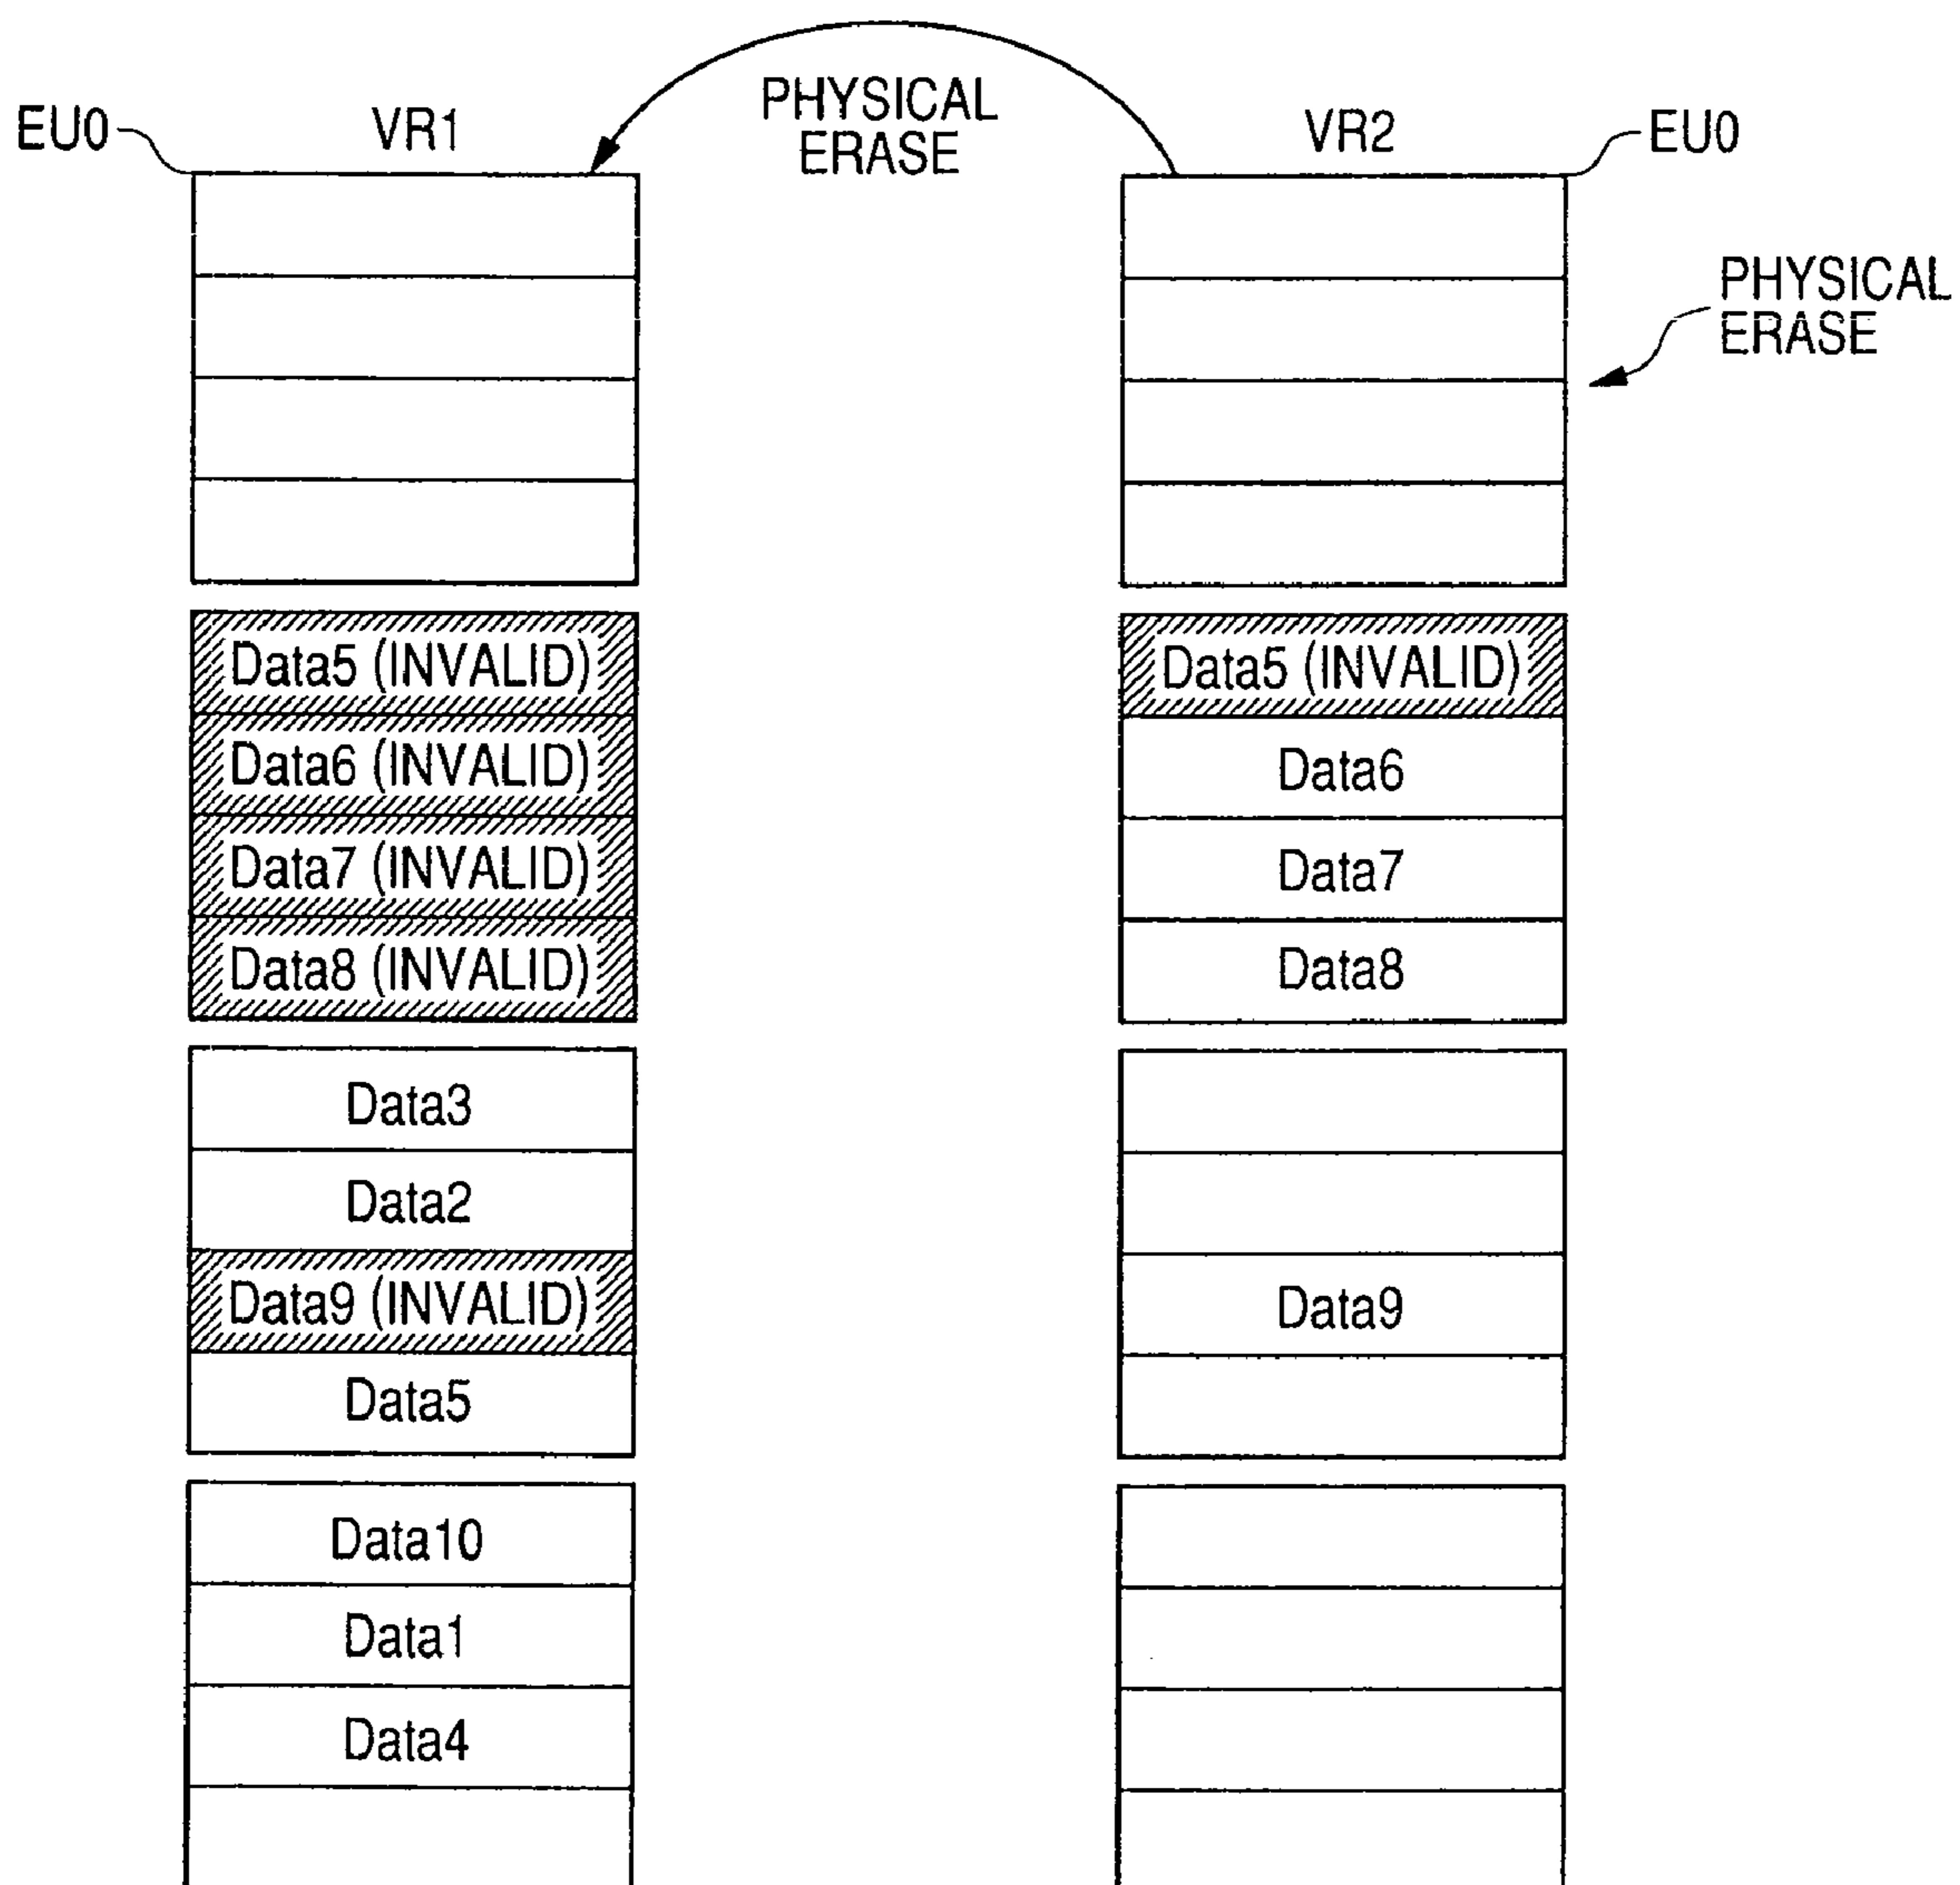 EU0
VR1
PHYSICAL
ERASE
VR2
EU0
PHYSICAL
ERASE
Data5 (INVALID)
Data6 (INVALID)
Data7 (INVALID)
Data8 (INVALID)
Data3
Data2
Data9 (INVALID)
Data5
Data10
Data1
Data4
Data5 (INVALID)
Data6
Data7
Data8
Data9